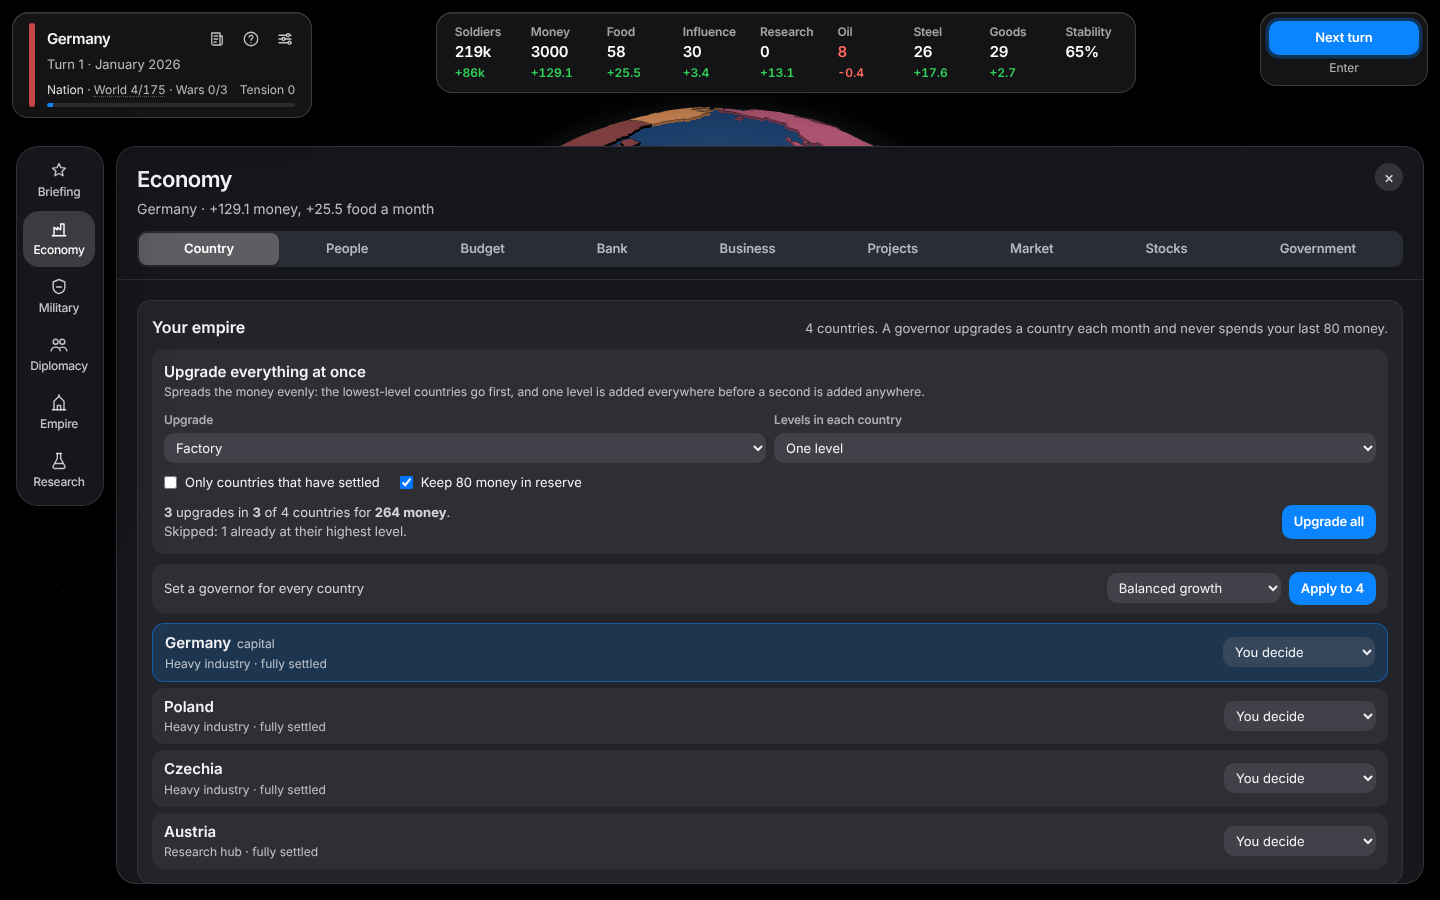 Germany
Turn 1 · January 2026
Nation · World 4/175 · Wars 0/3 Tension 0
Soldiers Money Food Influence Research Oil Steel Goods Stability
219k 3000 58 30 0 8 26 29 65%
+86k +129.1 +25.5 +3.4 +13.1 -0.4 +17.6 +2.7
Next turn
Enter
Briefing
Economy
Military
Diplomacy
Empire
Research
Economy
×
Germany · +129.1 money, +25.5 food a month
Country People Budget Bank Business Projects Market Stocks Government
Your empire
4 countries. A governor upgrades a country each month and never spends your last 80 money.
Upgrade everything at once
Spreads the money evenly: the lowest-level countries go first, and one level is added everywhere before a second is added anywhere.
Upgrade Levels in each country
Factory One level
Only countries that have settled Keep 80 money in reserve
3 upgrades in 3 of 4 countries for 264 money.
Skipped: 1 already at their highest level.
Upgrade all
Set a governor for every country Balanced growth Apply to 4
Germany capital
Heavy industry · fully settled
You decide
Poland
Heavy industry · fully settled
You decide
Czechia
Heavy industry · fully settled
You decide
Austria
Research hub · fully settled
You decide